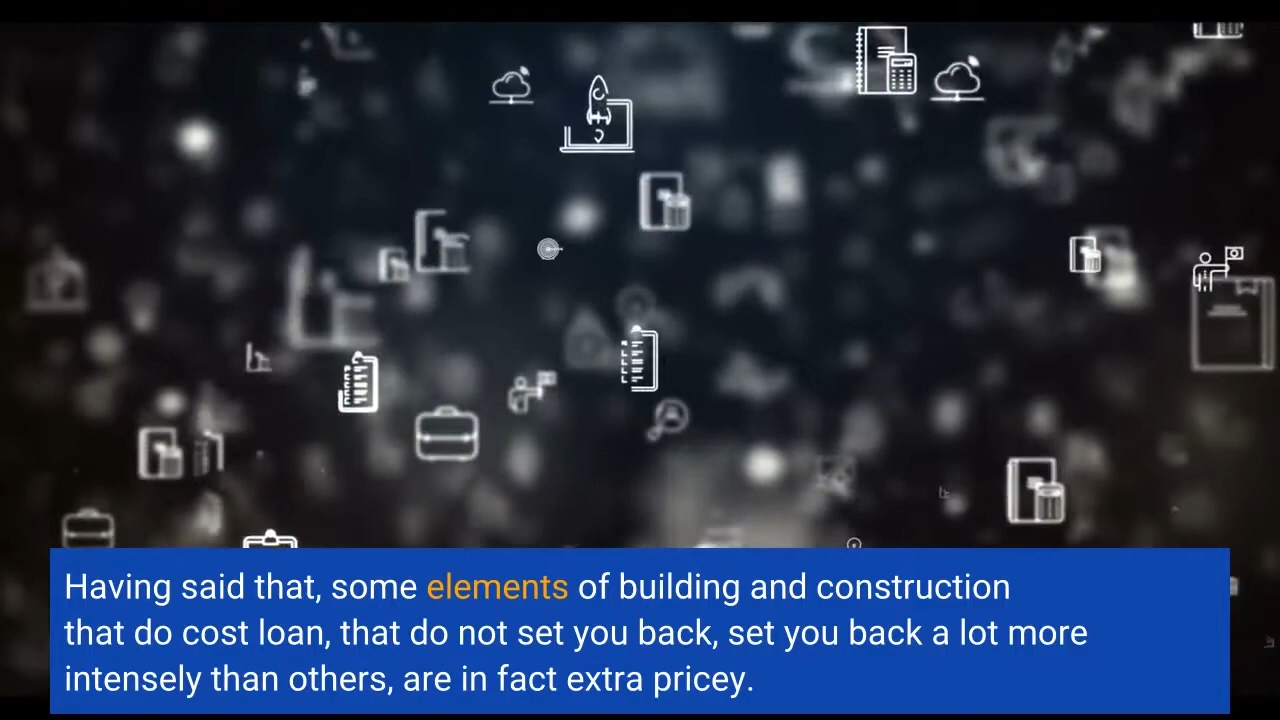 Having said that, some elements of building and construction
that do cost loan, that do not set you back, set you back a lot more
intensely than others, are in fact extra pricey.